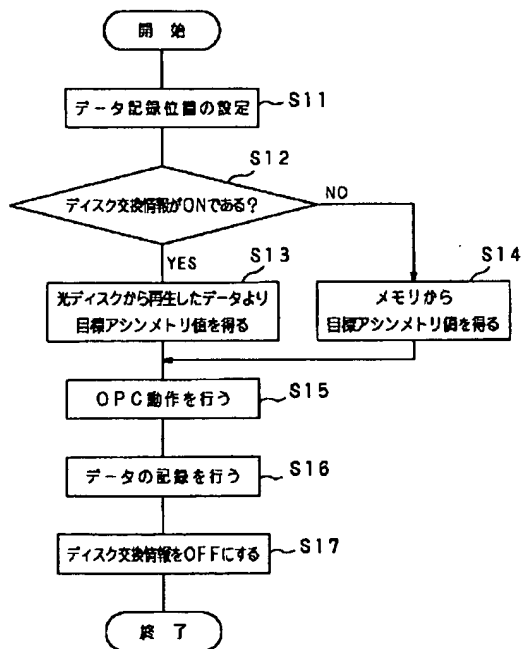 開 始
データ記録位置の設定
S11
S12
ディスク交換情報がONである?
NO
YES
S13
S14
光ディスクから再生したデータより
目標アシンメトリ値を得る
メモリから
目標アシンメトリ値を得る
OPC動作を行う
S15
データの記録を行う
S16
ディスク交換情報をOFFにする
S17
終 了